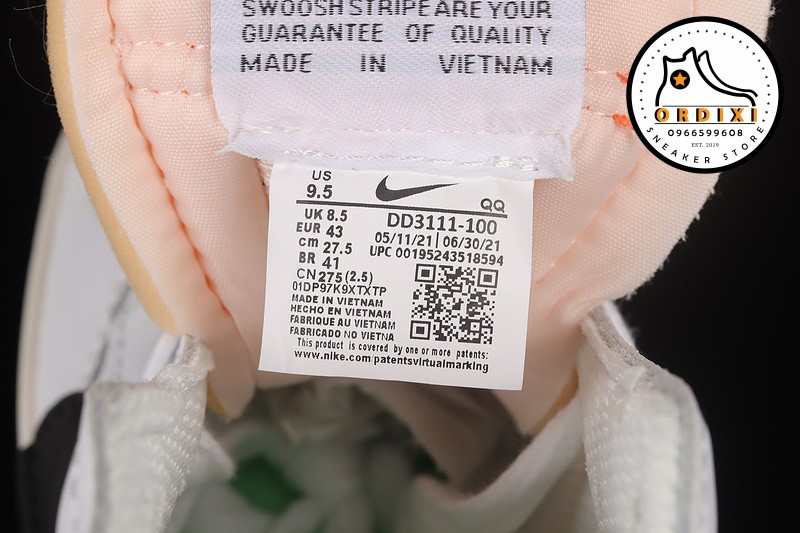 SWOOSH STRIPE ARE YOUR
GUARANTEE OF QUALITY
MADE IN VIETNAM
ORDIXI
0966599608
EST. 2019
SNEAKER STORE
US
9.5
QQ
UK 8.5
EUR 43
cm 27.5
BR 41
CN 275 (2.5)
DD3111-100
05/11/21 | 06/30/21
UPC 00195243518594
01DP97K9XTXTP
MADE IN VIETNAM
HECHO EN VIETNAM
FABRIQUE AU VIETNAM
FABRICADO NO VIETNA
This product is covered by one or more patents:
www.nike.com/patentsvirtualmarking